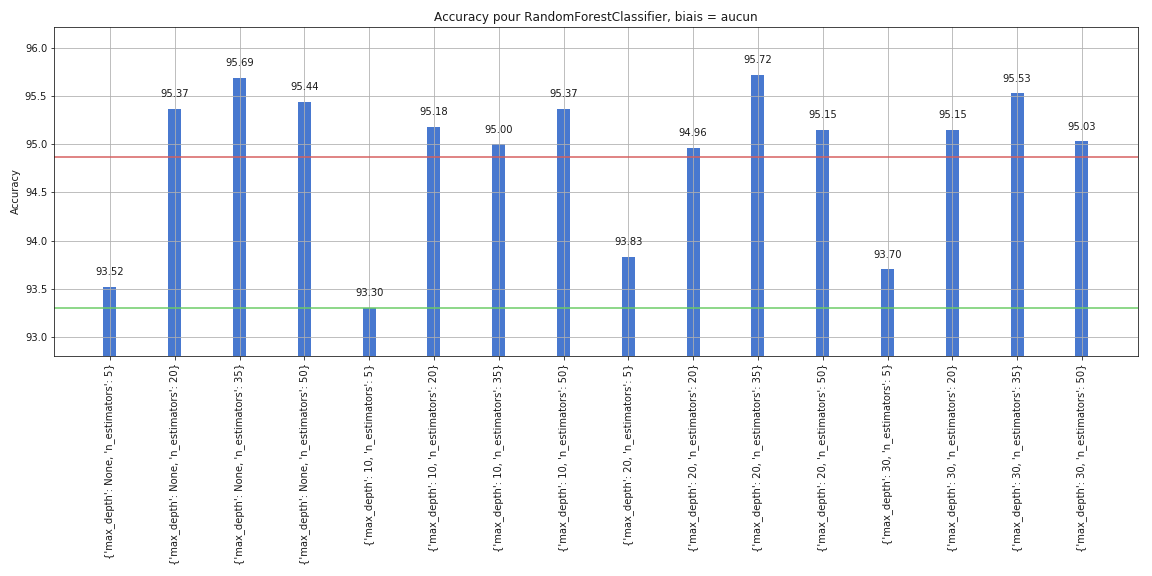 Accuracy pour RandomForestClassifier, biais = aucun
Accuracy
96.0
95.5
95.0
94.5
94.0
93.5
93.0
93.52
95.37
95.69
95.44
93.30
95.18
95.00
95.37
93.83
94.96
95.72
95.15
93.70
95.15
95.53
95.03
{'max_depth': None, 'n_estimators': 5}
{'max_depth': None, 'n_estimators': 20}
{'max_depth': None, 'n_estimators': 35}
{'max_depth': None, 'n_estimators': 50}
{'max_depth': 10, 'n_estimators': 5}
{'max_depth': 10, 'n_estimators': 20}
{'max_depth': 10, 'n_estimators': 35}
{'max_depth': 10, 'n_estimators': 50}
{'max_depth': 20, 'n_estimators': 5}
{'max_depth': 20, 'n_estimators': 20}
{'max_depth': 20, 'n_estimators': 35}
{'max_depth': 20, 'n_estimators': 50}
{'max_depth': 30, 'n_estimators': 5}
{'max_depth': 30, 'n_estimators': 20}
{'max_depth': 30, 'n_estimators': 35}
{'max_depth': 30, 'n_estimators': 50}